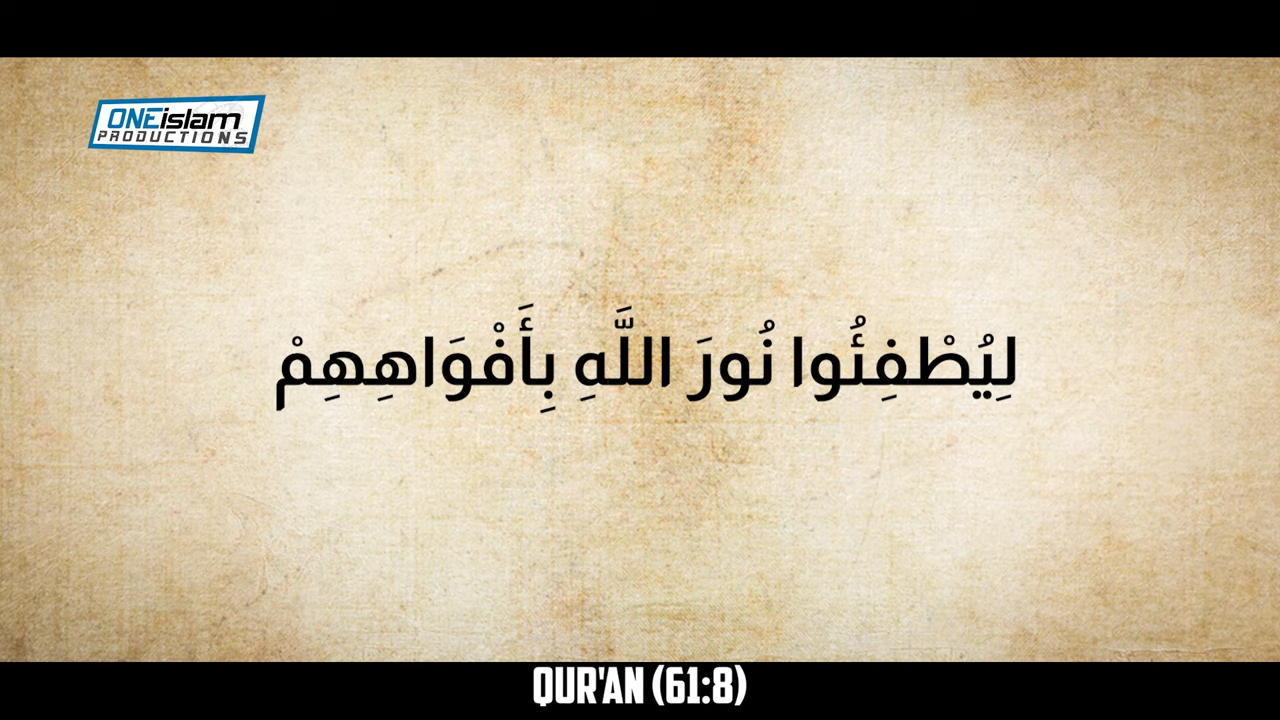 ONEislam
PRODUCTIONS
لِيُطْفِئُوا نُورَ اللَّهِ بِأَفْوَاهِهِمْ
QUR'AN (61:8)